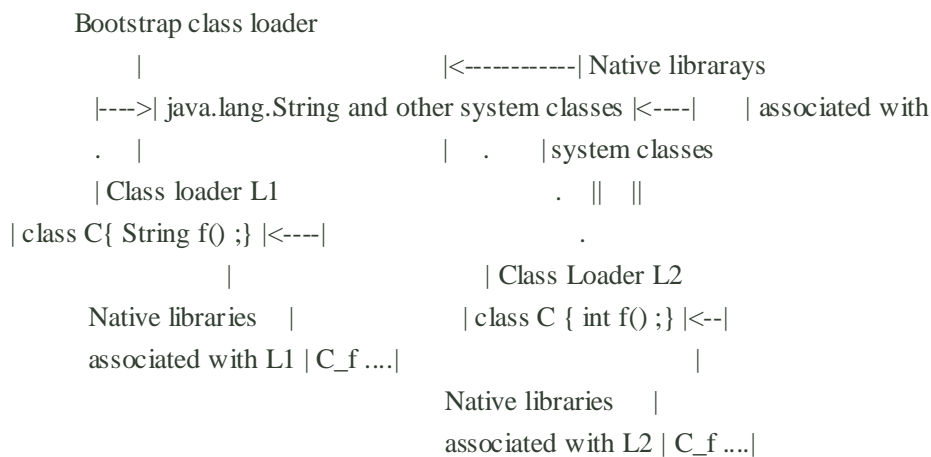 Bootstrap class loader
| |<------------| Native librarays
|---->| java.lang.String and other system classes |<----| | associated with
. | | . | system classes
| Class loader L1 . || ||
| class C{ String f() ;} |<----| .
| | Class Loader L2
Native libraries | | class C { int f() ;} |<--|
associated with L1 | C_f ....| |
Native libraries |
associated with L2 | C_f ....|